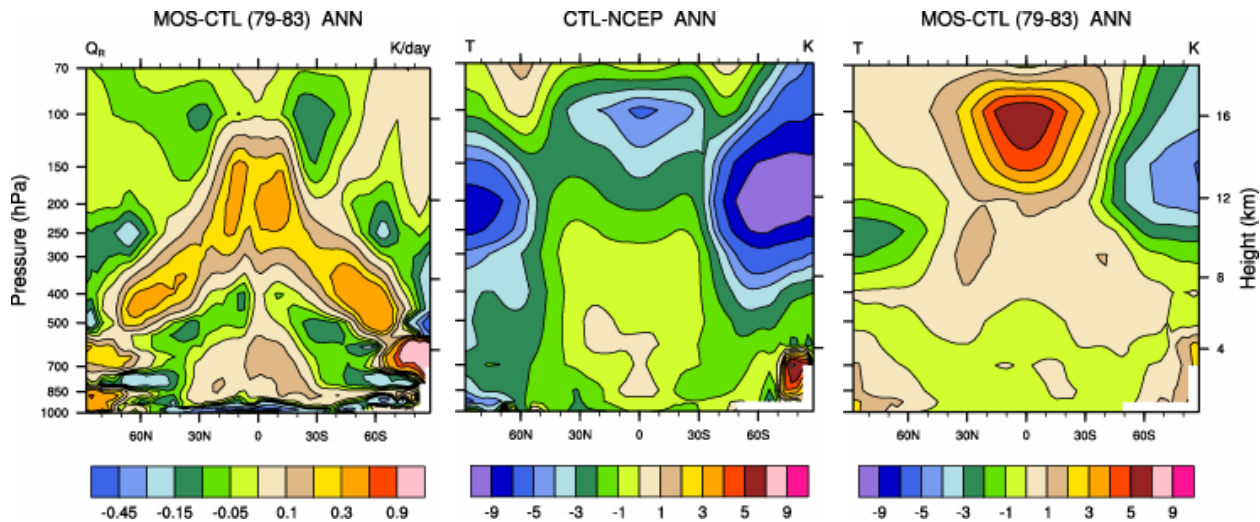 MOS-CTL (79-83) ANN
CTL-NCEP ANN
MOS-CTL (79-83) ANN
QR K/day
T K
T K
Pressure (hPa)
70
100
150
200
250
300
400
500
700
850
1000
16
12
8
4
Height (km)
60N 30N 0 30S 60S
60N 30N 0 30S 60S
60N 30N 0 30S 60S
-0.45 -0.15 -0.05 0.1 0.3 0.9
-9 -5 -3 -1 1 3 5 9
-9 -5 -3 -1 1 3 5 9